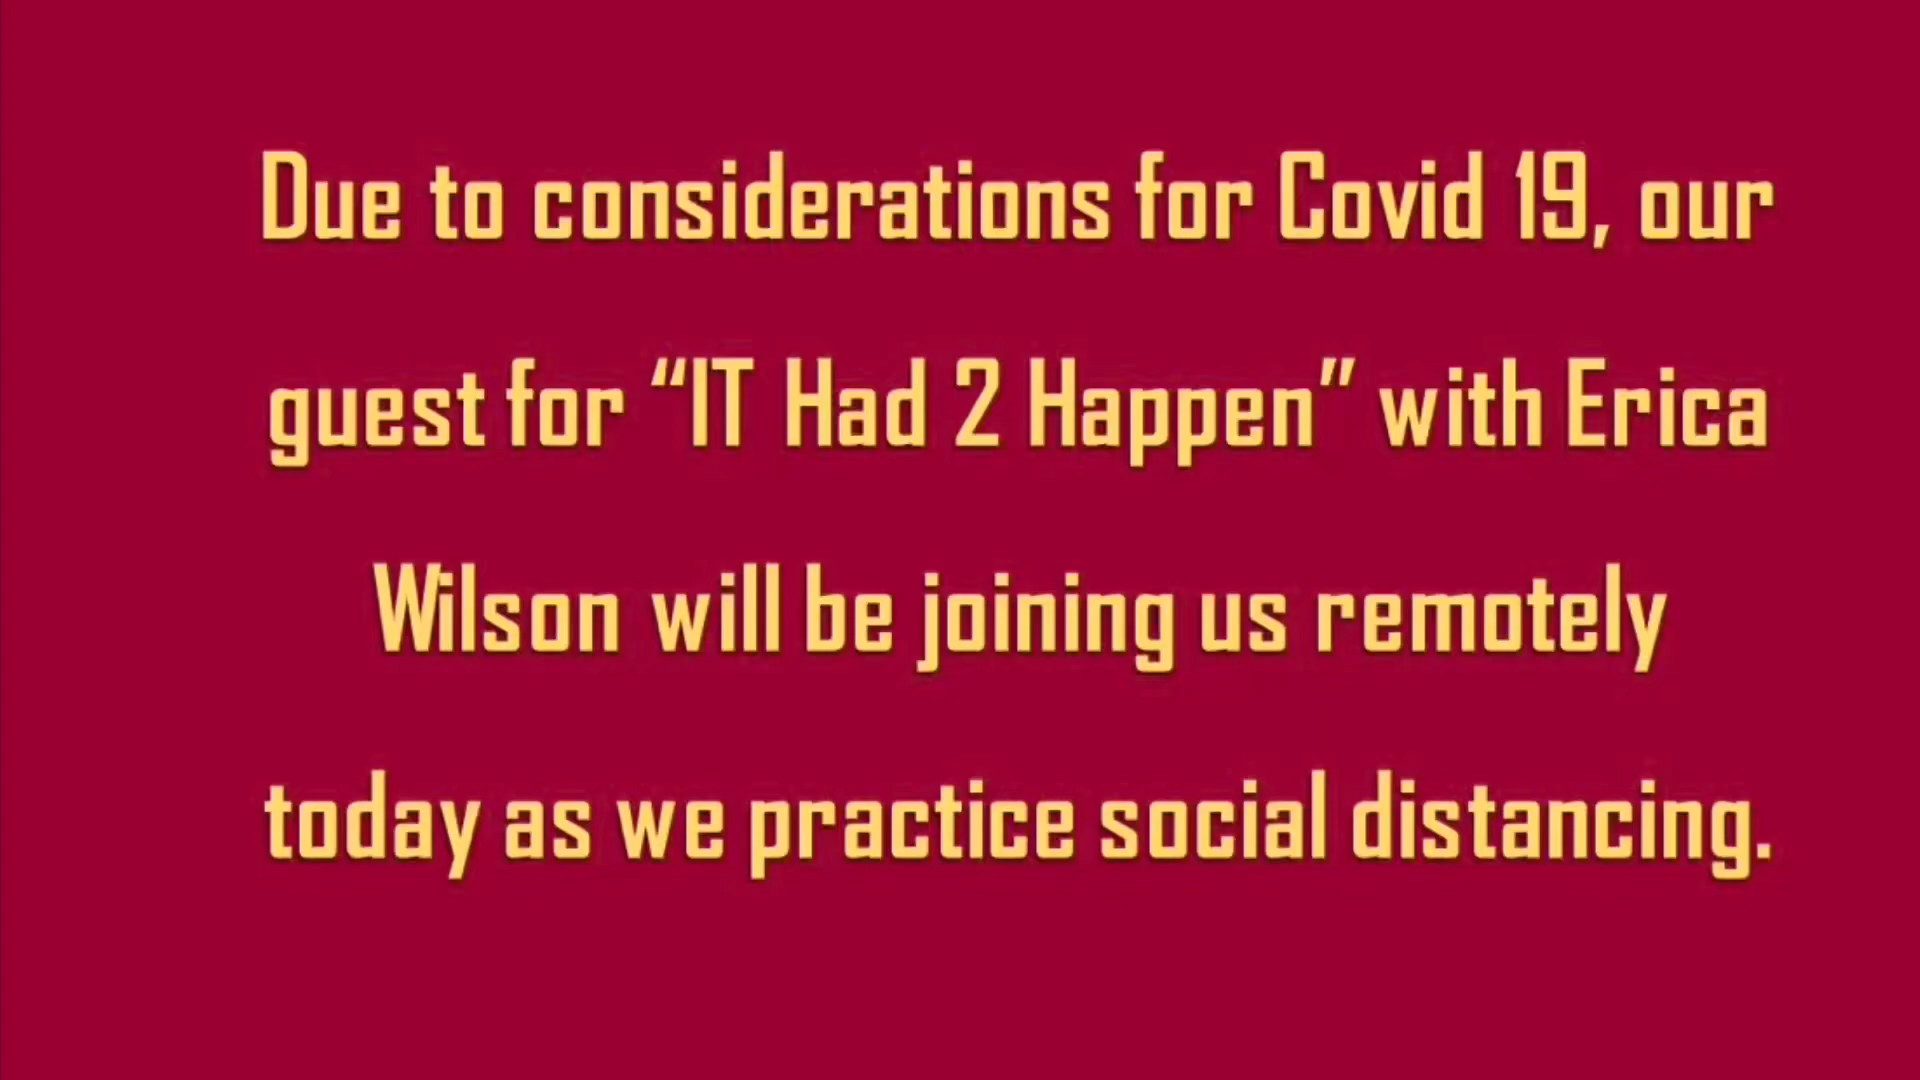 Due to considerations for Covid 19, our
guest for “IT Had 2 Happen” with Erica
Wilson will be joining us remotely
today as we practice social distancing.